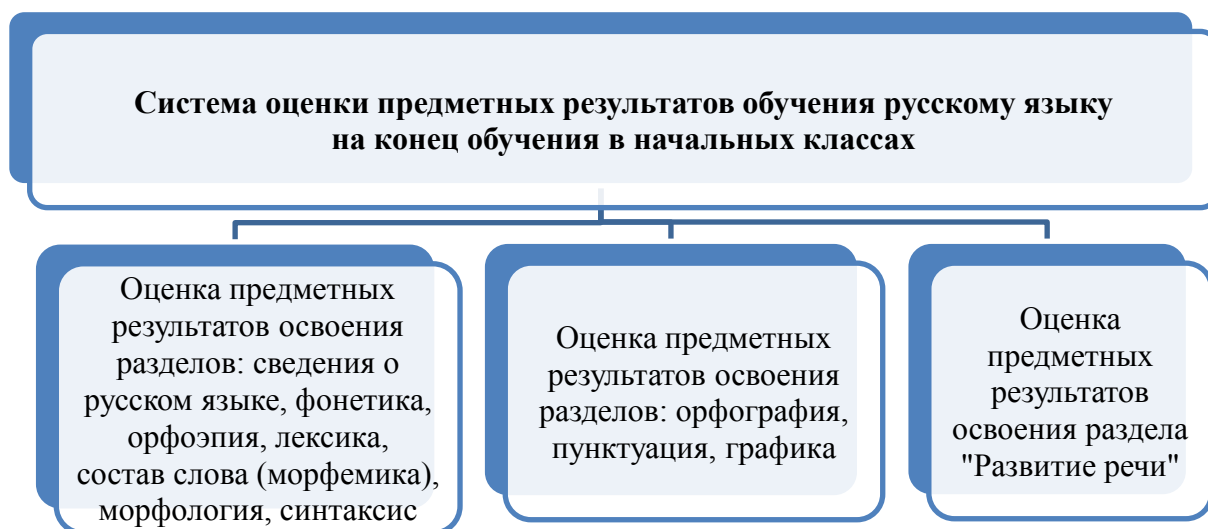 Система оценки предметных результатов обучения русскому языку
на конец обучения в начальных классах
Оценка предметных
результатов освоения
разделов: сведения о
русском языке, фонетика,
орфоэпия, лексика,
состав слова (морфемика),
морфология, синтаксис
Оценка предметных
результатов освоения
разделов: орфография,
пунктуация, графика
Оценка
предметных
результатов
освоения раздела
"Развитие речи"